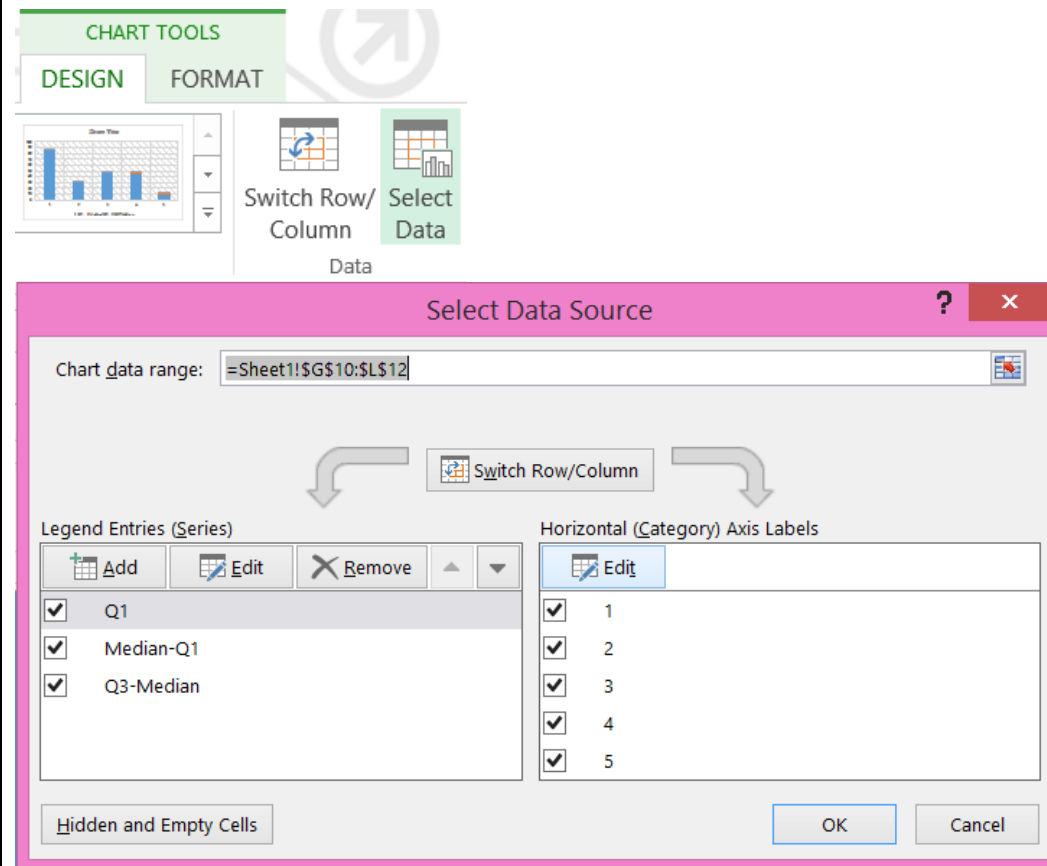 CHART TOOLS
DESIGN FORMAT
Switch Row/ Select
Column Data
Data
Select Data Source ?
Chart data range: =Sheet1!$G$10:$L$12
Switch Row/Column
Legend Entries (Series) Horizontal (Category) Axis Labels
Add Edit Remove Edit
Q1 1
Median-Q1 2
Q3-Median 3
4
5
Hidden and Empty Cells OK Cancel